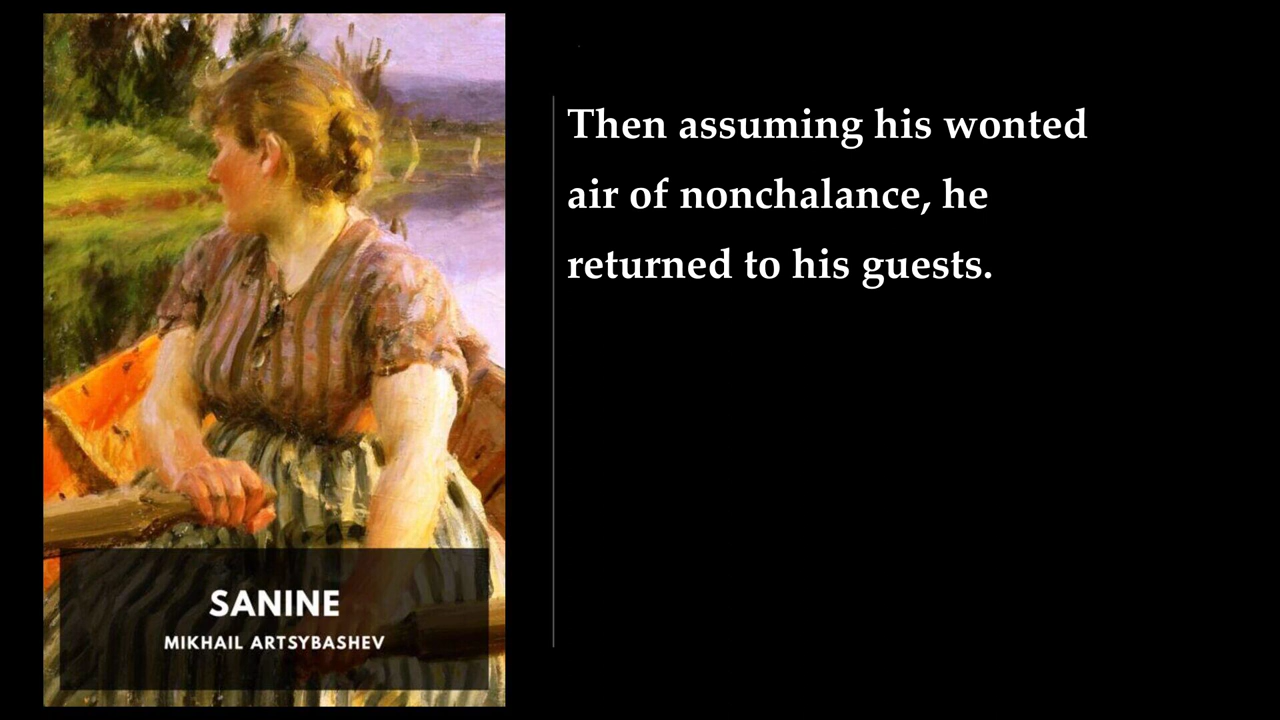 Then assuming his wonted
air of nonchalance, he
returned to his guests.
SANINE
MIKHAIL ARTSYBASHEV